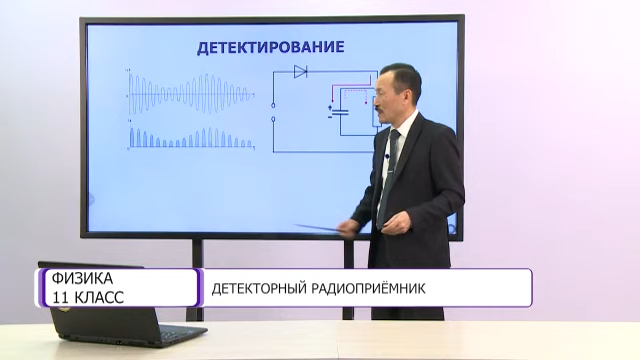 ДЕТЕКТИРОВАНИЕ
ФИЗИКА
11 КЛАСС
ДЕТЕКТОРНЫЙ РАДИОПРИЁМНИК